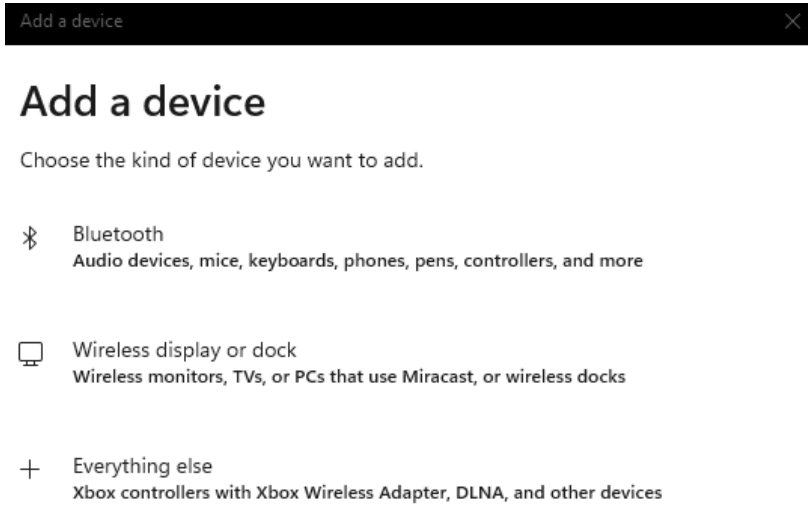 Add a device
Add a device
Choose the kind of device you want to add.
Bluetooth
Audio devices, mice, keyboards, phones, pens, controllers, and more
Wireless display or dock
Wireless monitors, TVs, or PCs that use Miracast, or wireless docks
Everything else
Xbox controllers with Xbox Wireless Adapter, DLNA, and other devices